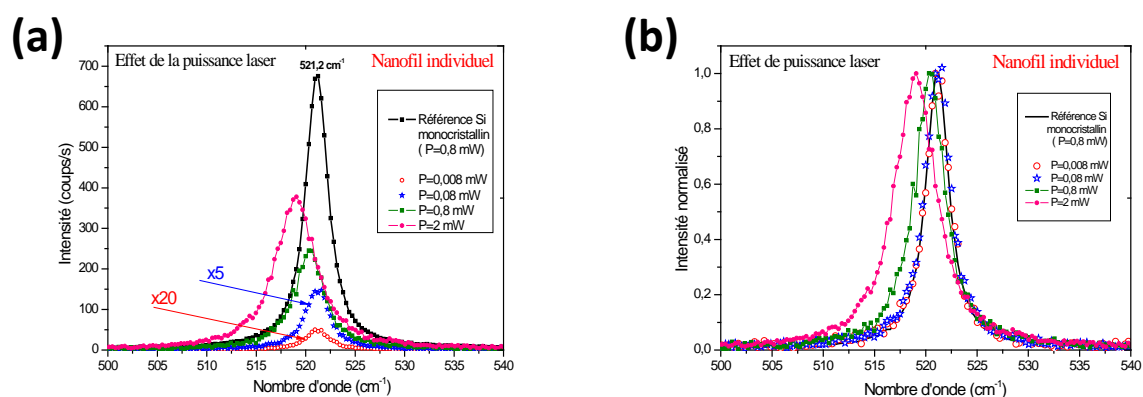 (a)
Effet de la puissance laser
521,2 cm⁻¹
Nanofil individuel
Référence Si
monocristallin
( P=0,8 mW)
P=0,008 mW
P=0,08 mW
P=0,8 mW
P=2 mW
x5
x20
Intensité (coups/s)
700
600
500
400
300
200
100
0
500 505 510 515 520 525 530 535 540
Nombre d'onde (cm⁻¹)
(b)
Effet de puissance laser
Nanofil individuel
Référence Si
monocristallin
( P=0,8 mW)
P=0,008 mW
P=0,08 mW
P=0,8 mW
P=2 mW
Intensité normalisé
1,0
0,8
0,6
0,4
0,2
0,0
500 505 510 515 520 525 530 535 540
Nombre d'onde (cm⁻¹)